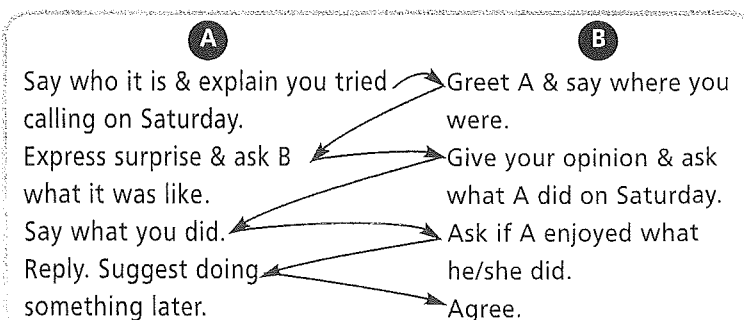 A
B
Say who it is & explain you tried
calling on Saturday.
Express surprise & ask B
what it was like.
Say what you did.
Reply. Suggest doing
something later.
Greet A & say where you
were.
Give your opinion & ask
what A did on Saturday.
Ask if A enjoyed what
he/she did.
Agree.